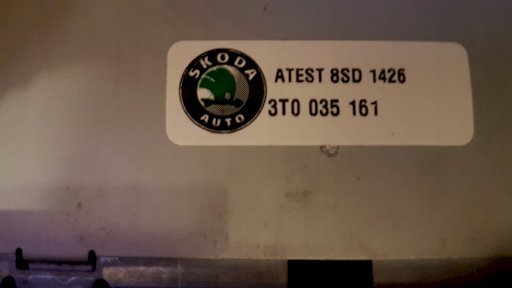 SKODA
AUTO
ATEST 8SD 1426
3T0 035 161